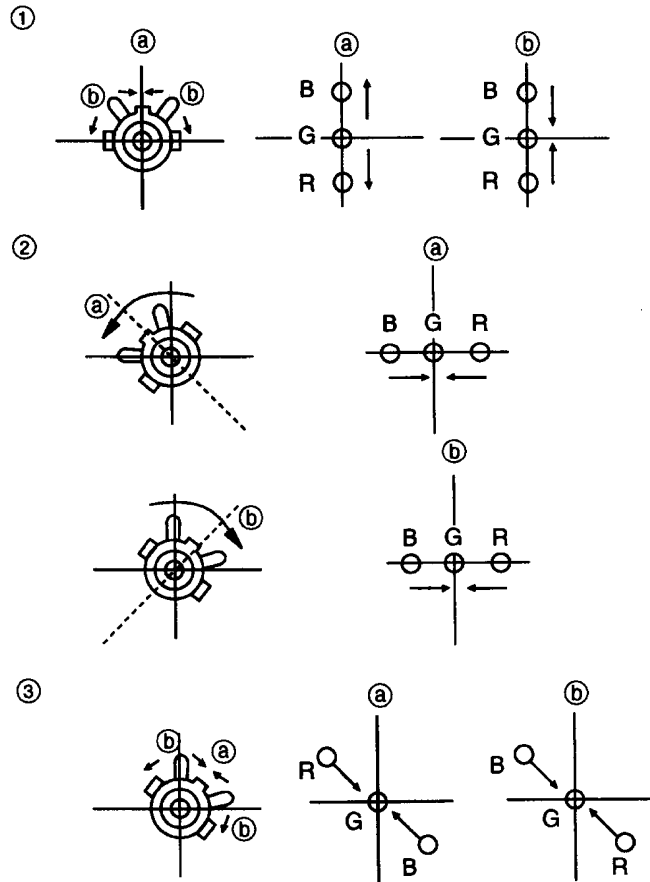 ①
ⓐ ⓐ ⓑ
ⓑ ⓑ B B
G G
R R
②
ⓐ
ⓐ
B G R
ⓑ
ⓑ
B G R
③
ⓐ ⓑ
ⓑ ⓐ
R B
G G
ⓑ
B R